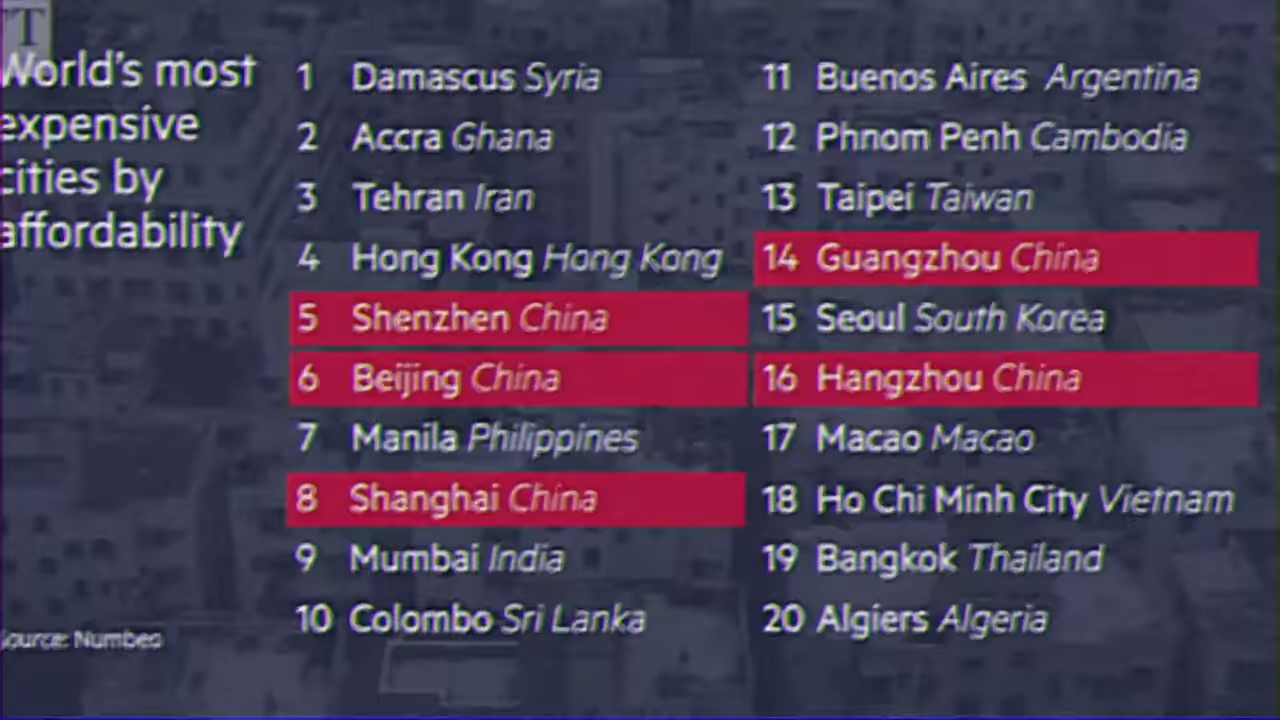 World's most
expensive
cities by
affordability
1 Damascus Syria
2 Accra Ghana
3 Tehran Iran
4 Hong Kong Hong Kong
5 Shenzhen China
6 Beijing China
7 Manila Philippines
8 Shanghai China
9 Mumbai India
10 Colombo Sri Lanka
11 Buenos Aires Argentina
12 Phnom Penh Cambodia
13 Taipei Taiwan
14 Guangzhou China
15 Seoul South Korea
16 Hangzhou China
17 Macao Macao
18 Ho Chi Minh City Vietnam
19 Bangkok Thailand
20 Algiers Algeria
Source: Numbeo